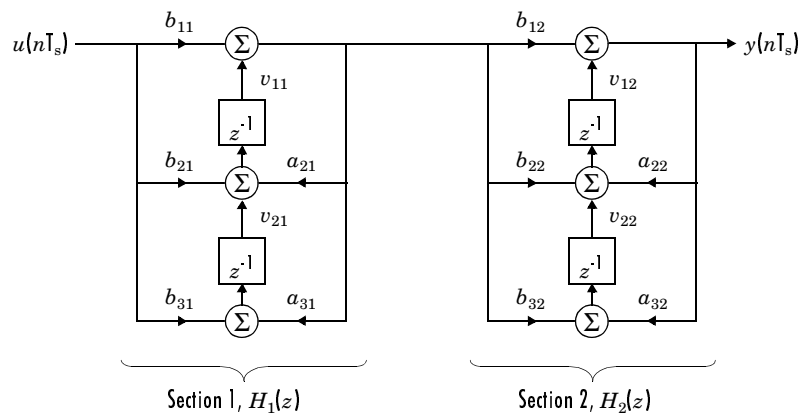 b₁₁ b₁₂
u(nTₛ) Σ Σ y(nTₛ)
v₁₁ v₁₂
z⁻¹ z⁻¹
b₂₁ a₂₁ b₂₂ a₂₂
Σ Σ
v₂₁ v₂₂
z⁻¹ z⁻¹
b₃₁ a₃₁ b₃₂ a₃₂
Σ Σ
Section 1, H₁(z) Section 2, H₂(z)